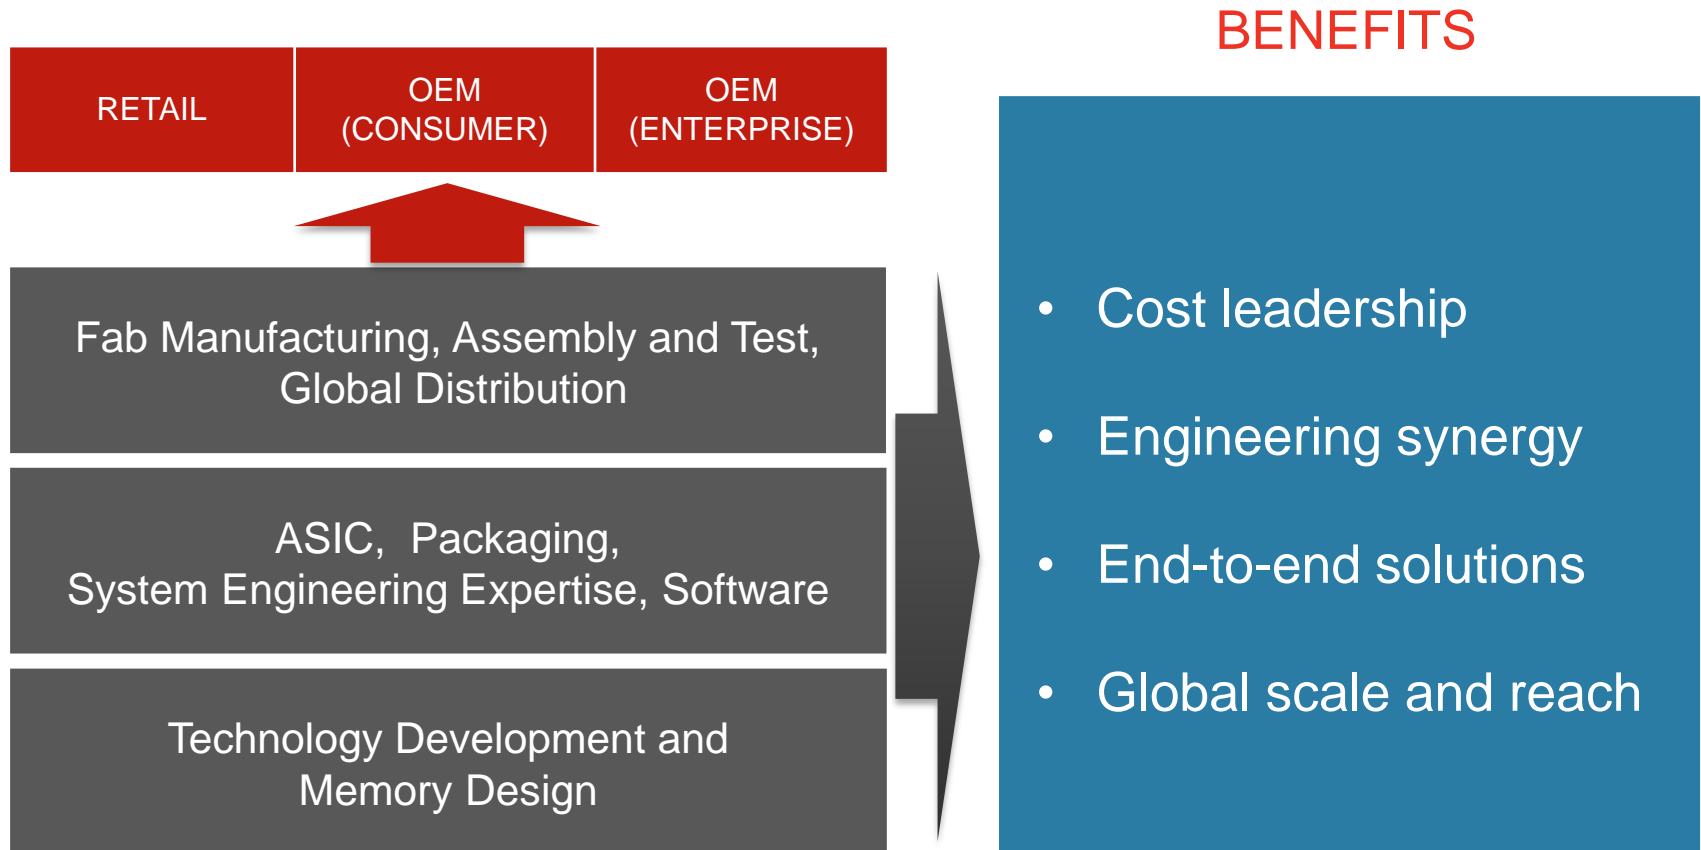 BENEFITS
RETAIL
OEM
(CONSUMER)
OEM
(ENTERPRISE)
Fab Manufacturing, Assembly and Test,
Global Distribution
ASIC,  Packaging,
System Engineering Expertise, Software
Technology Development and
Memory Design
• Cost leadership
• Engineering synergy
• End-to-end solutions
• Global scale and reach